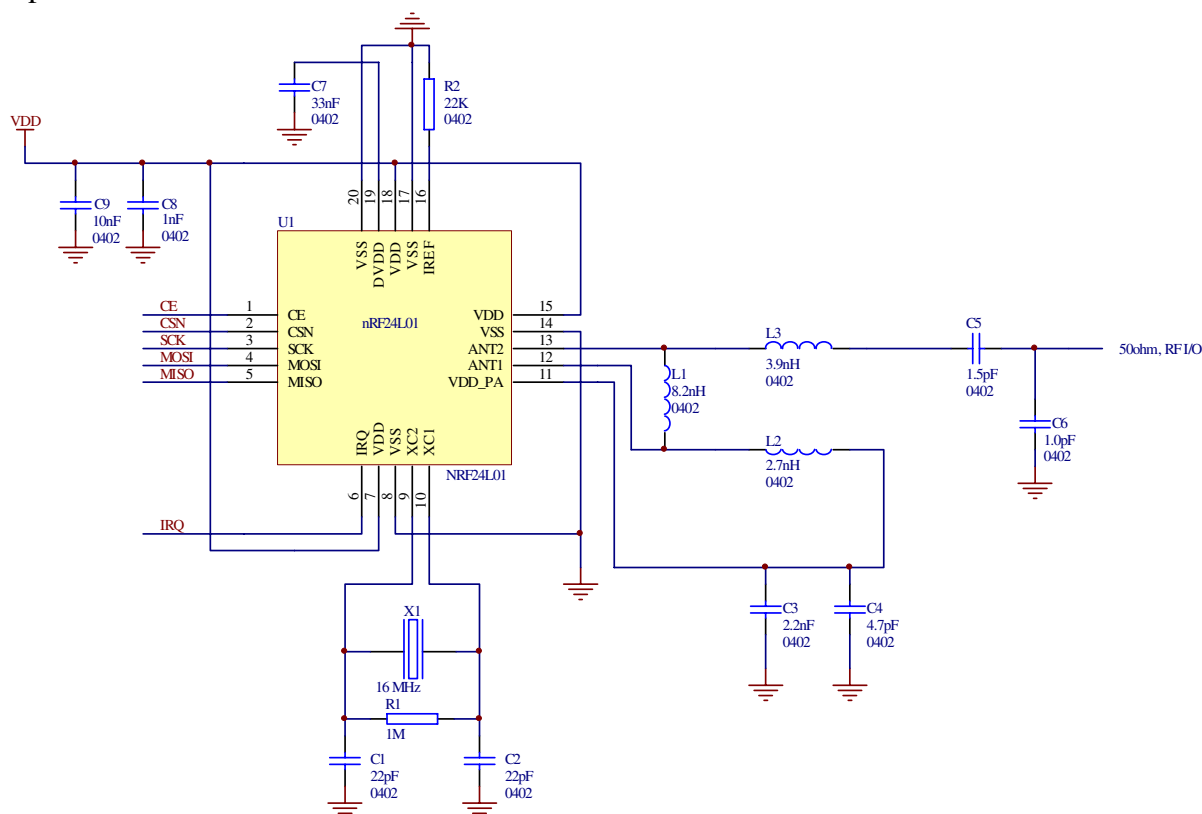 C7
33nF
0402
R2
22K
0402
VDD
C9
10nF
0402
C8
1nF
0402
20
19
18
17
16
U1
VSS
DVDD
VDD
VSS
IREF
CE
1
CE
CSN
2
CSN
SCK
3
SCK
MOSI
4
MOSI
MISO
5
MISO
nRF24L01
VDD
15
VSS
14
ANT2
13
ANT1
12
VDD_PA
11
IRQ
VDD
VSS
XC2
XC1
NRF24L01
6
7
8
9
10
IRQ
L3
3.9nH
0402
C5
1.5pF
0402
50ohm, RF I/O
L1
8.2nH
0402
C6
1.0pF
0402
L2
2.7nH
0402
C3
2.2nF
0402
C4
4.7pF
0402
X1
16 MHz
R1
1M
C1
22pF
0402
C2
22pF
0402